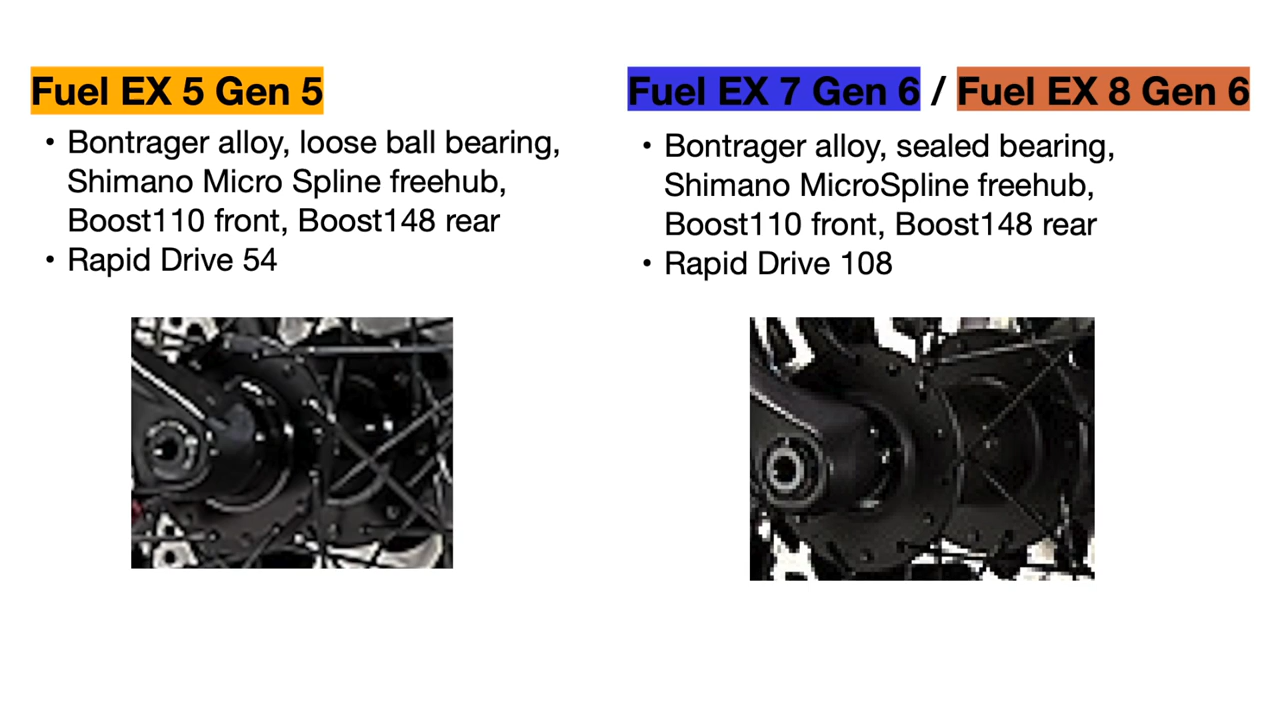 Fuel EX 5 Gen 5
• Bontrager alloy, loose ball bearing,
Shimano Micro Spline freehub,
Boost110 front, Boost148 rear
• Rapid Drive 54
Fuel EX 7 Gen 6 / Fuel EX 8 Gen 6
• Bontrager alloy, sealed bearing,
Shimano MicroSpline freehub,
Boost110 front, Boost148 rear
• Rapid Drive 108